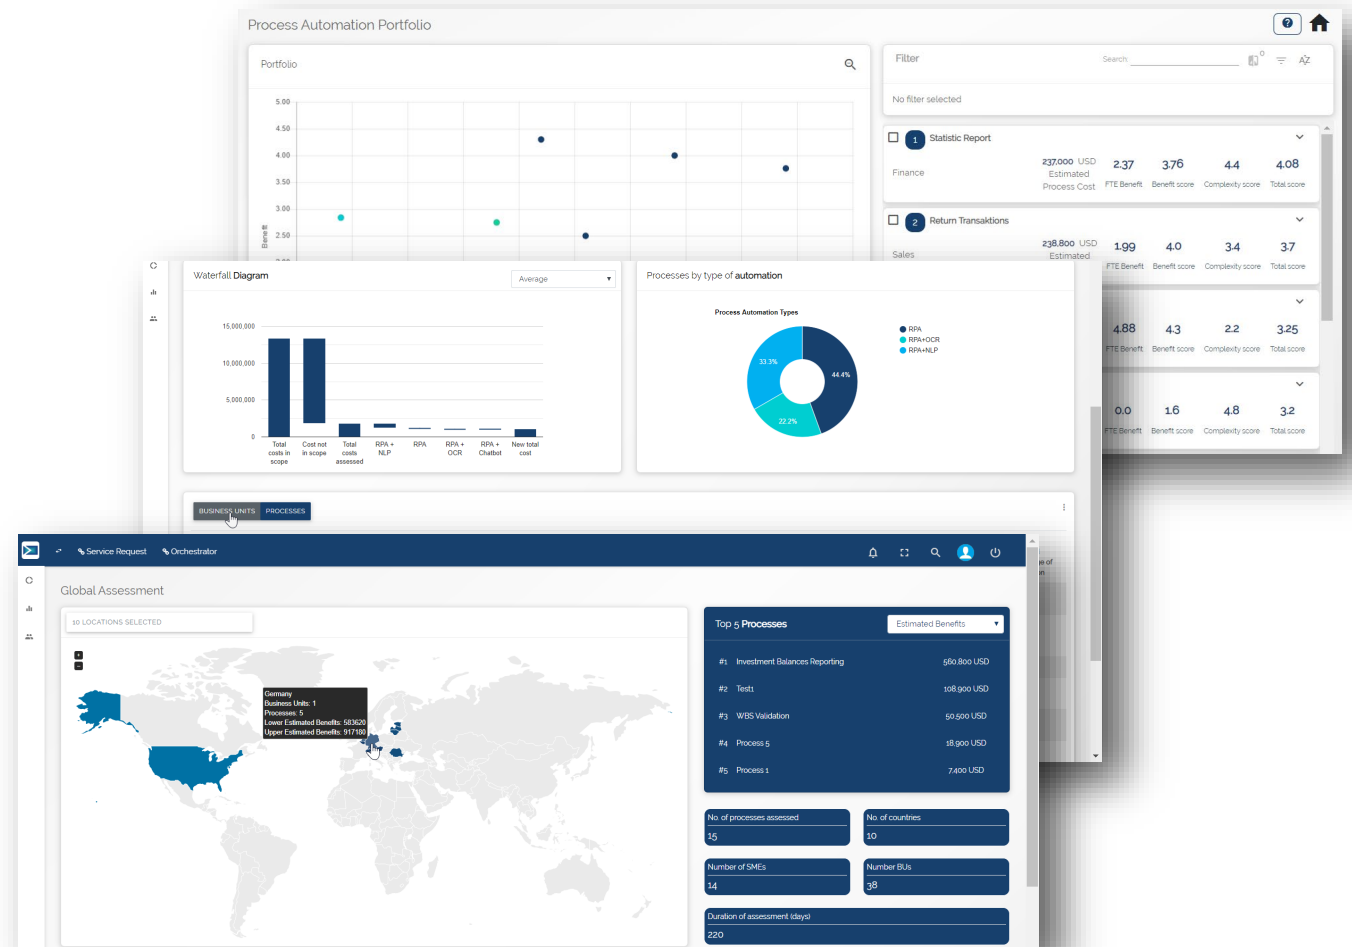 Process Automation Portfolio
Portfolio
5.00
4.50
4.00
3.50
3.00
2.50
Benefit
Filter
Search:
0
AZ
No filter selected
1 Statistic Report
Finance
237,000 USD
Estimated
Process Cost
2.37
FTE Benefit
3.76
Benefit score
4.4
Complexity score
4.08
Total score
2 Return Transaktions
Sales
238,800 USD
Estimated
1.99
FTE Benefit
4.0
Benefit score
3.4
Complexity score
3.7
Total score
4.88
FTE Benefit
4.3
Benefit score
2.2
Complexity score
3.25
Total score
0.0
FTE Benefit
1.6
Benefit score
4.8
Complexity score
3.2
Total score
Waterfall Diagram
Average
15,000,000
10,000,000
5,000,000
0
Total costs in scope
Cost not in scope
Total costs assessed
RPA + NLP
RPA
RPA + OCR
RPA + Chatbot
New total cost
Processes by type of automation
Process Automation Types
33.3%
44.4%
22.2%
RPA
RPA+OCR
RPA+NLP
BUSINESS UNITS PROCESSES
Service Request Orchestrator
Global Assessment
10 LOCATIONS SELECTED
+
-
Germany
Business Units: 1
Processes: 5
Lower Estimated Benefits: 583620
Upper Estimated Benefits: 917180
Top 5 Processes
Estimated Benefits
#1 Investment Balances Reporting 560,800 USD
#2 Test1 108,900 USD
#3 WBS Validation 50,500 USD
#4 Process 5 18,900 USD
#5 Process 1 7,400 USD
No. of processes assessed
15
No. of countries
10
Number of SMEs
14
Number BUs
38
Duration of assessment (days)
220